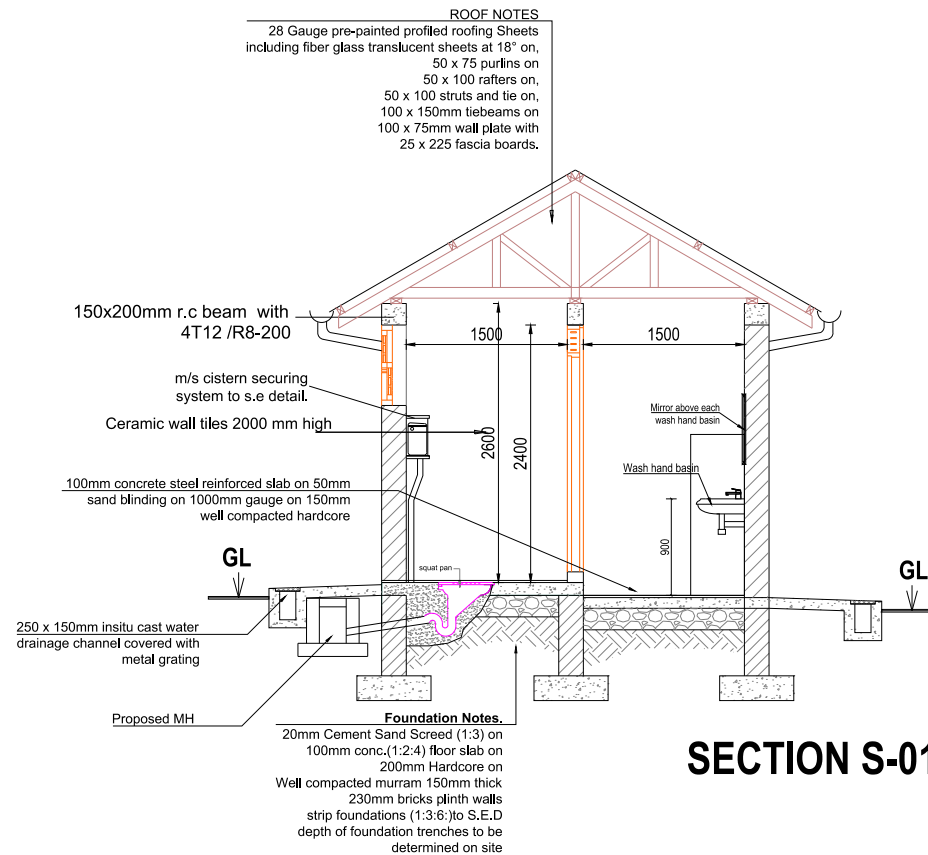 ROOF NOTES
28 Gauge pre-painted profiled roofing Sheets
including fiber glass translucent sheets at 18° on,
50 x 75 purlins on
50 x 100 rafters on,
50 x 100 struts and tie on,
100 x 150mm tiebeams on
100 x 75mm wall plate with
25 x 225 fascia boards.
150x200mm r.c beam with
4T12 /R8-200
1500
1500
m/s cistern securing
system to s.e detail.
Ceramic wall tiles 2000 mm high
2600
2400
Mirror above each
wash hand basin
Wash hand basin
100mm concrete steel reinforced slab on 50mm
sand blinding on 1000mm gauge on 150mm
well compacted hardcore
900
GL
squat pan
GL
250 x 150mm insitu cast water
drainage channel covered with
metal grating
Proposed MH
Foundation Notes.
20mm Cement Sand Screed (1:3) on
100mm conc.(1:2:4) floor slab on
200mm Hardcore on
Well compacted murram 150mm thick
230mm bricks plinth walls
strip foundations (1:3:6:)to S.E.D
depth of foundation trenches to be
determined on site
SECTION S-01